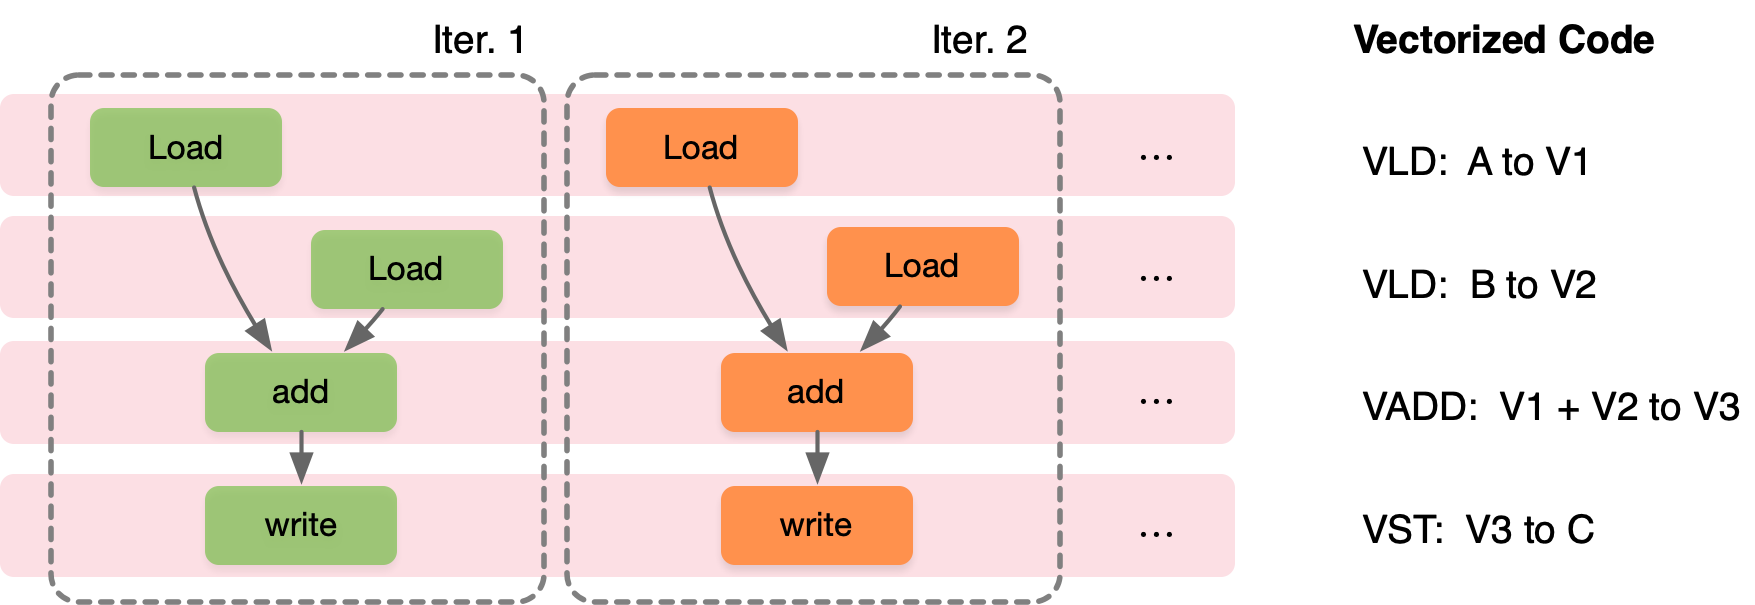 Iter. 1 Iter. 2 Vectorized Code
Load Load ... VLD: A to V1
Load Load ... VLD: B to V2
add add ... VADD: V1 + V2 to V3
write write ... VST: V3 to C